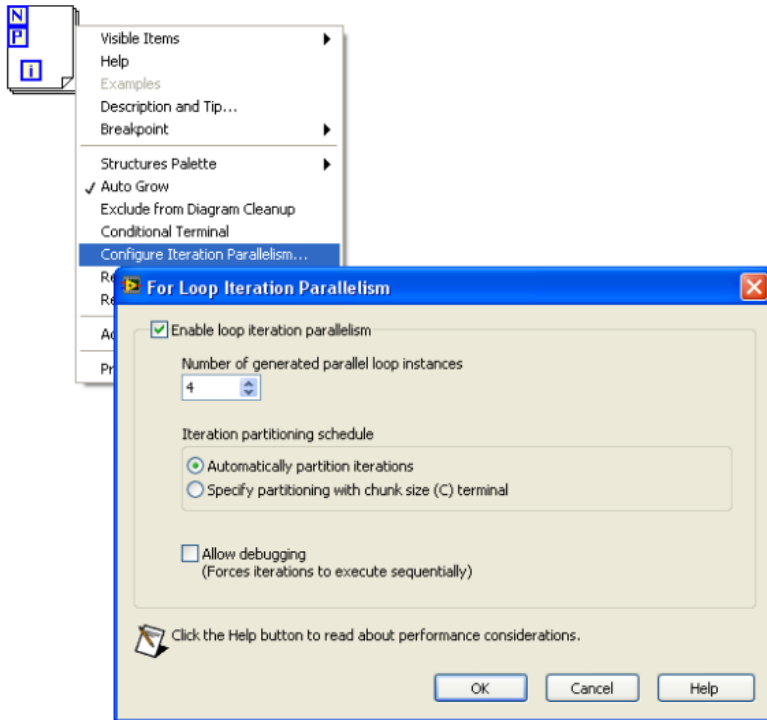 N
P
i
Visible Items
Help
Examples
Description and Tip...
Breakpoint
Structures Palette
Auto Grow
Exclude from Diagram Cleanup
Conditional Terminal
Configure Iteration Parallelism...
For Loop Iteration Parallelism
Enable loop iteration parallelism
Number of generated parallel loop instances
4
Iteration partitioning schedule
Automatically partition iterations
Specify partitioning with chunk size (C) terminal
Allow debugging
(Forces iterations to execute sequentially)
Click the Help button to read about performance considerations.
OK Cancel Help